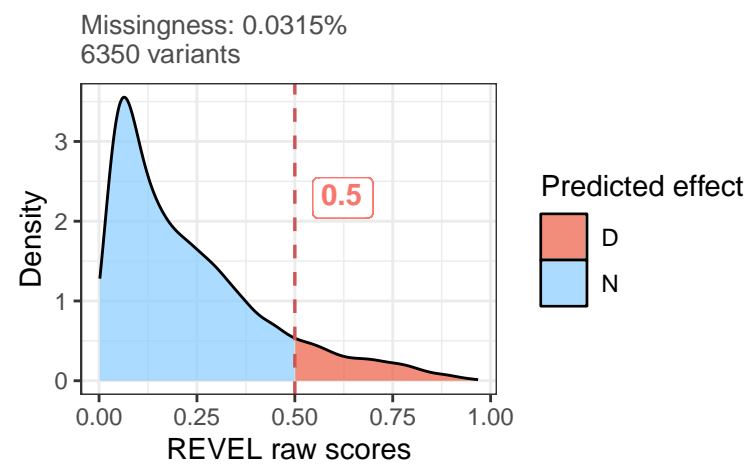 Missingness: 0.0315%
6350 variants
Density
3
2
1
0
0.5
0.00 0.25 0.50 0.75 1.00
REVEL raw scores
Predicted effect
D
N